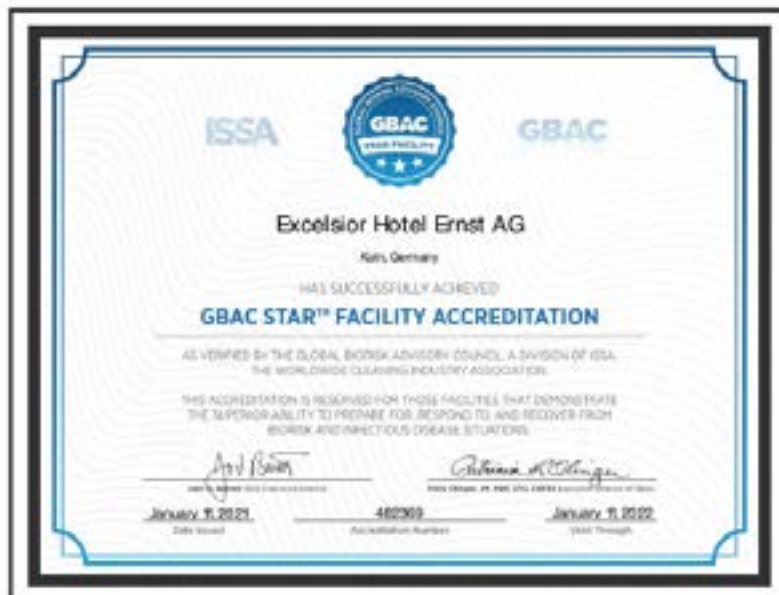 ISSA
GBAC
STAR FACILITY
GBAC
Excelsior Hotel Ernst AG
Köln, Germany
HAS SUCCESSFULLY ACHIEVED
GBAC STAR™ FACILITY ACCREDITATION
AS VERIFIED BY THE GLOBAL BIORISK ADVISORY COUNCIL, A DIVISION OF ISSA,
THE WORLDWIDE CLEANING INDUSTRY ASSOCIATION.
THIS ACCREDITATION IS RESERVED FOR THOSE FACILITIES THAT DEMONSTRATE
THE SUPERIOR ABILITY TO PREPARE FOR, RESPOND TO, AND RECOVER FROM
BIORISK AND INFECTIOUS DISEASE SITUATIONS
January 11, 2021
January 11, 2022
Date Issued
Accreditation Number
Valid Through